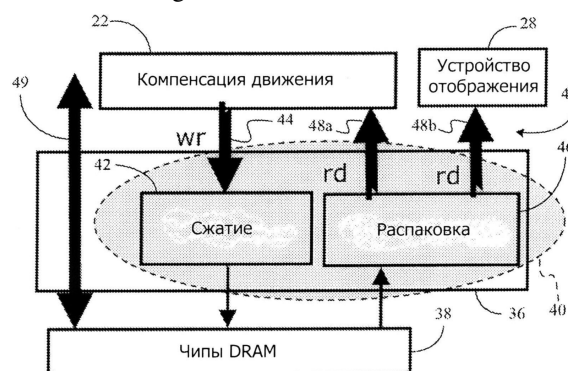 22
28
Компенсация движения
Устройство
отображения
49
44
48a
48b
wr
42
rd
rd
Сжатие
Распаковка
40
36
38
Чипы DRAM